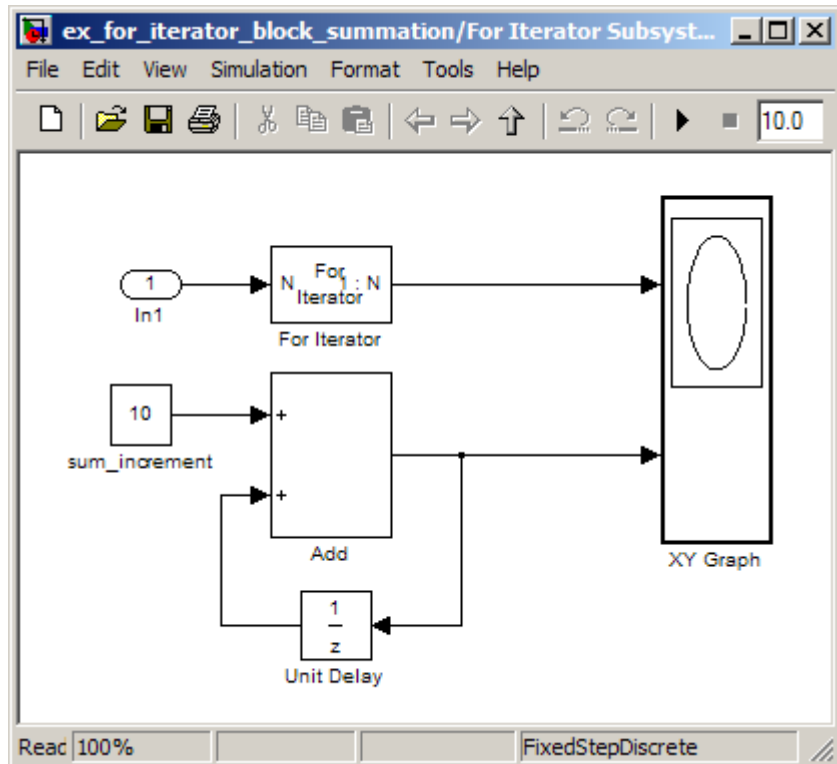 ex_for_iterator_block_summation/For Iterator Subsyst...
File Edit View Simulation Format Tools Help
10.0
1
In1
N For Iterator 1 : N
For Iterator
10
sum_increment
+
+
Add
1
z
Unit Delay
XY Graph
Read 100% FixedStepDiscrete